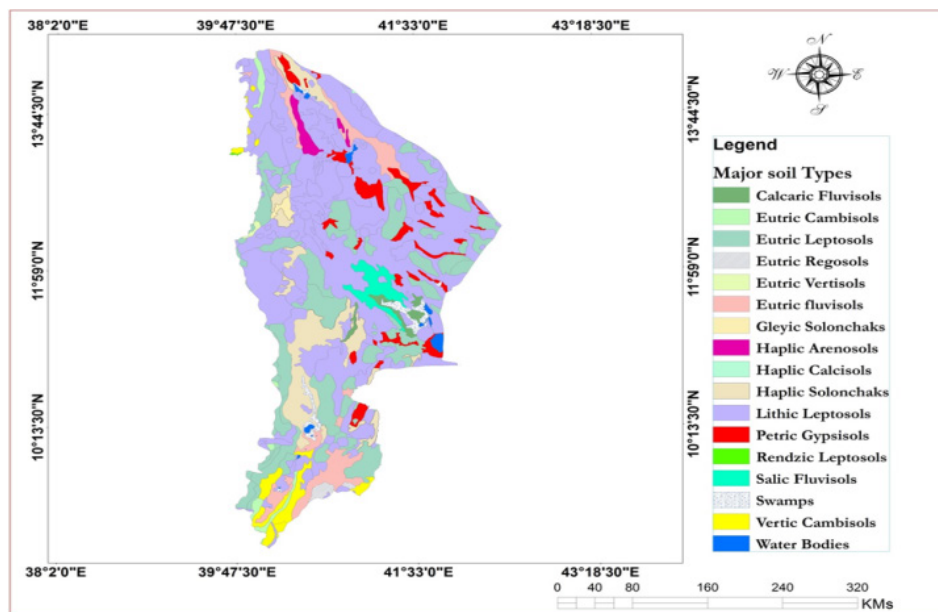 38°2'0"E 39°47'30"E 41°33'0"E 43°18'30"E
N
W E
S
13°44'30"N
13°44'30"N
11°59'0"N
11°59'0"N
10°13'30"N
10°13'30"N
Legend
Major soil Types
Calcaric Fluvisols
Eutric Cambisols
Eutric Leptosols
Eutric Regosols
Eutric Vertisols
Eutric fluvisols
Gleyic Solonchaks
Haplic Arenosols
Haplic Calcisols
Haplic Solonchaks
Lithic Leptosols
Petric Gypsisols
Rendzic Leptosols
Salic Fluvisols
Swamps
Vertic Cambisols
Water Bodies
38°2'0"E 39°47'30"E 41°33'0"E 43°18'30"E
0 40 80 160 240 320
KMs